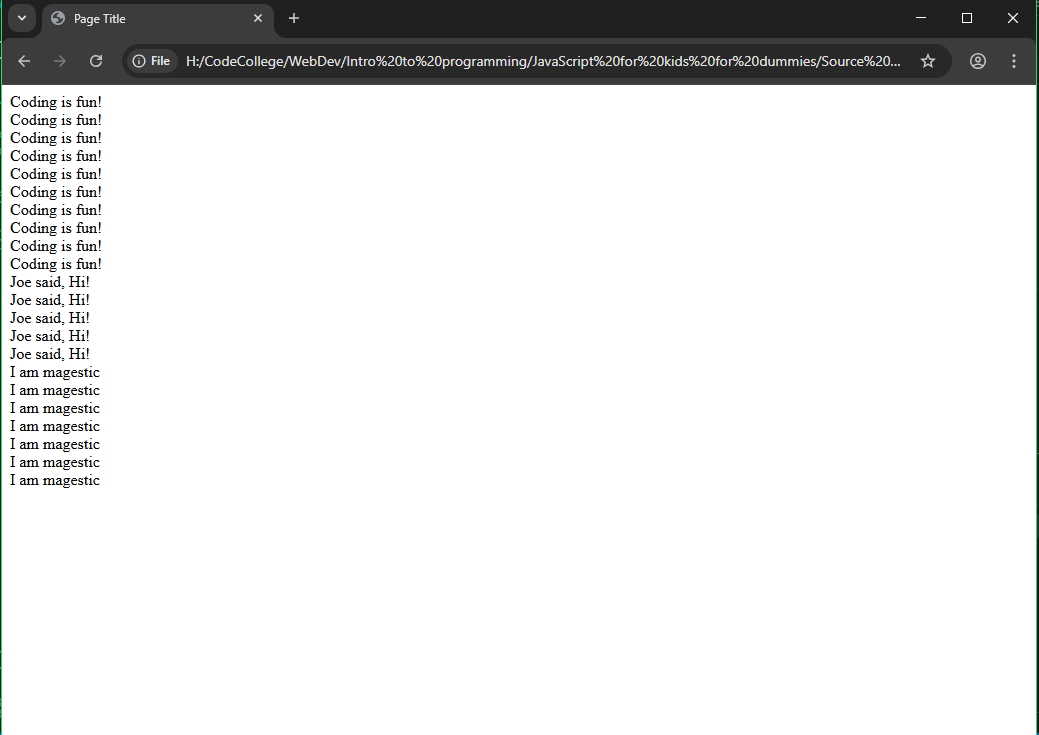 Page Title
File H:/CodeCollege/WebDev/Intro%20to%20programming/JavaScript%20for%20kids%20for%20dummies/Source%20...
Coding is fun!
Coding is fun!
Coding is fun!
Coding is fun!
Coding is fun!
Coding is fun!
Coding is fun!
Coding is fun!
Coding is fun!
Coding is fun!
Joe said, Hi!
Joe said, Hi!
Joe said, Hi!
Joe said, Hi!
Joe said, Hi!
I am magestic
I am magestic
I am magestic
I am magestic
I am magestic
I am magestic
I am magestic